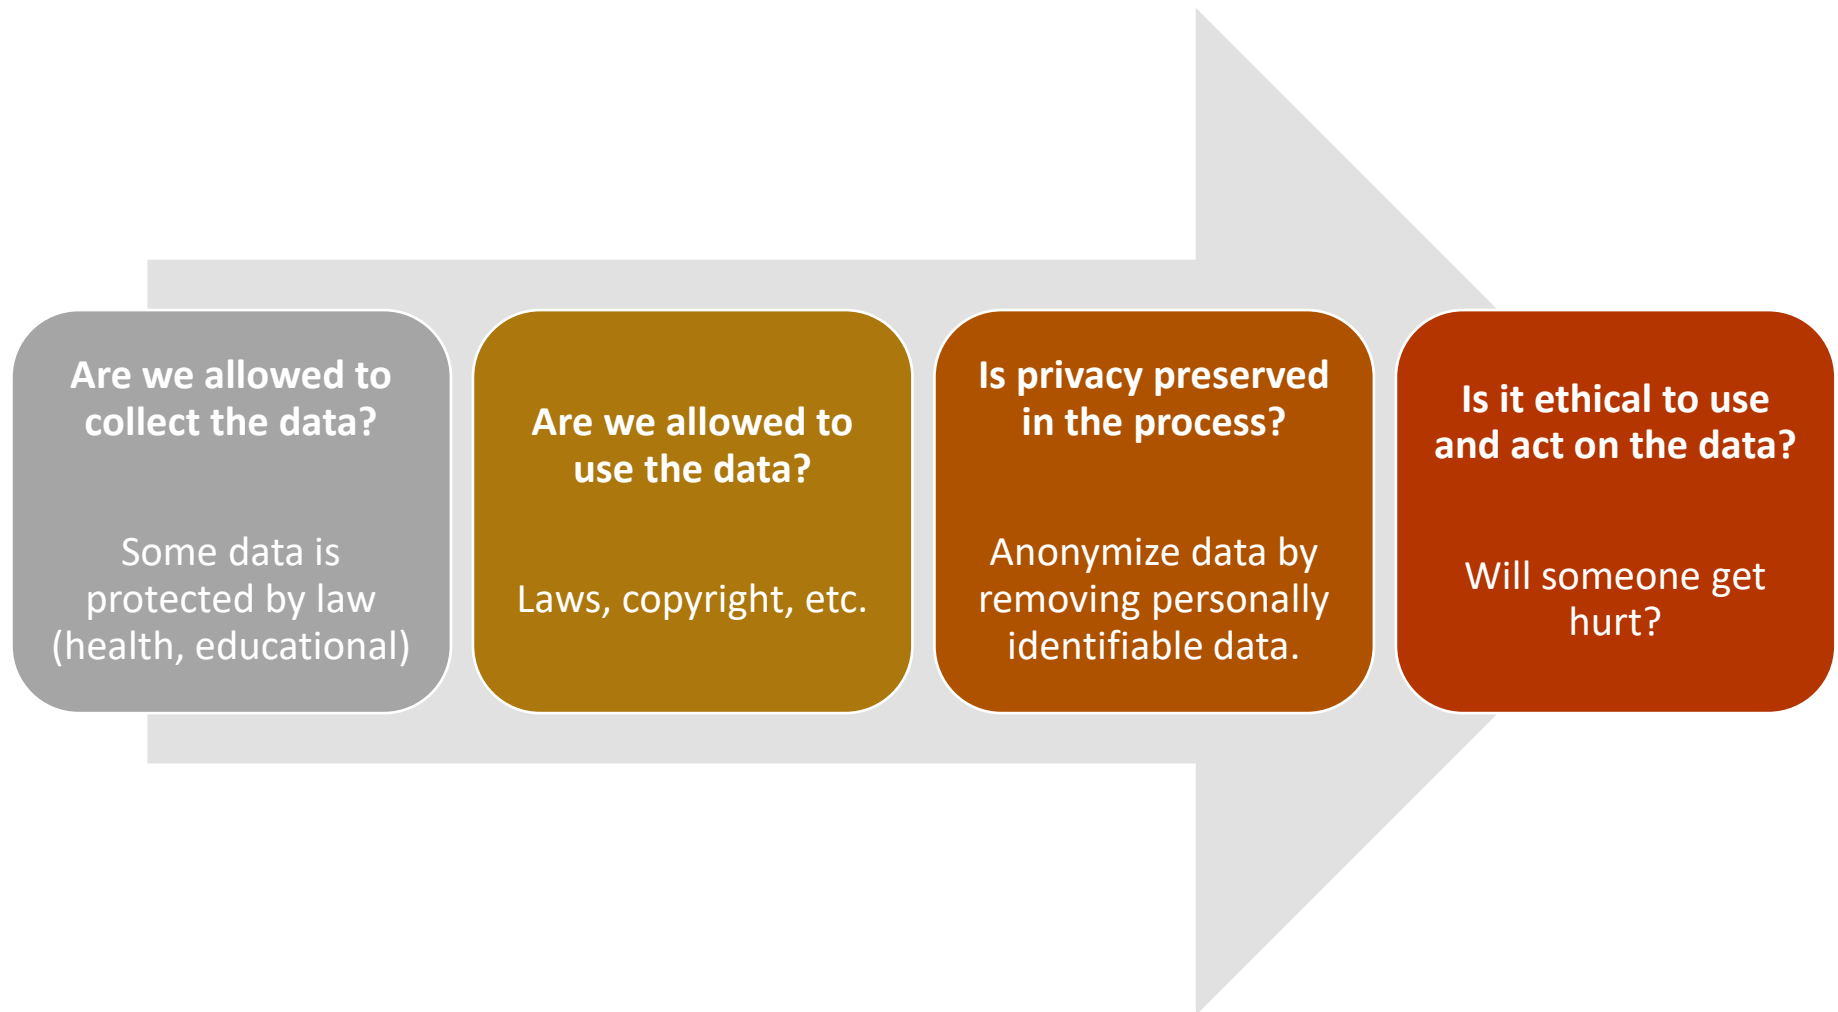 Are we allowed to
collect the data?
Some data is
protected by law
(health, educational)
Are we allowed to
use the data?
Laws, copyright, etc.
Is privacy preserved
in the process?
Anonymize data by
removing personally
identifiable data.
Is it ethical to use
and act on the data?
Will someone get
hurt?